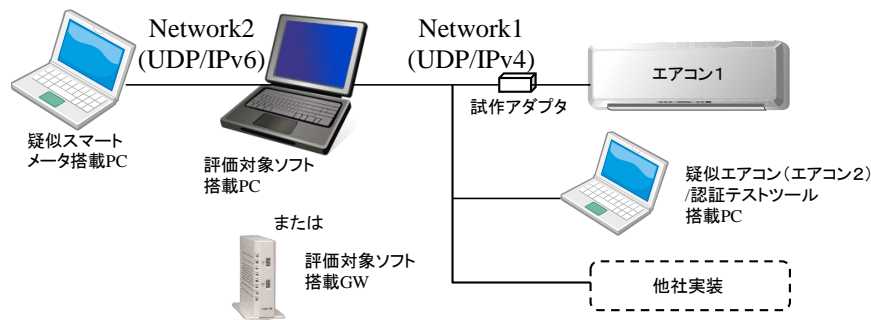 Network2
(UDP/IPv6)
Network1
(UDP/IPv4)
エアコン1
試作アダプタ
疑似スマート
メータ搭載PC
評価対象ソフト
搭載PC
疑似エアコン(エアコン2)
/認証テストツール
搭載PC
または
評価対象ソフト
搭載GW
他社実装